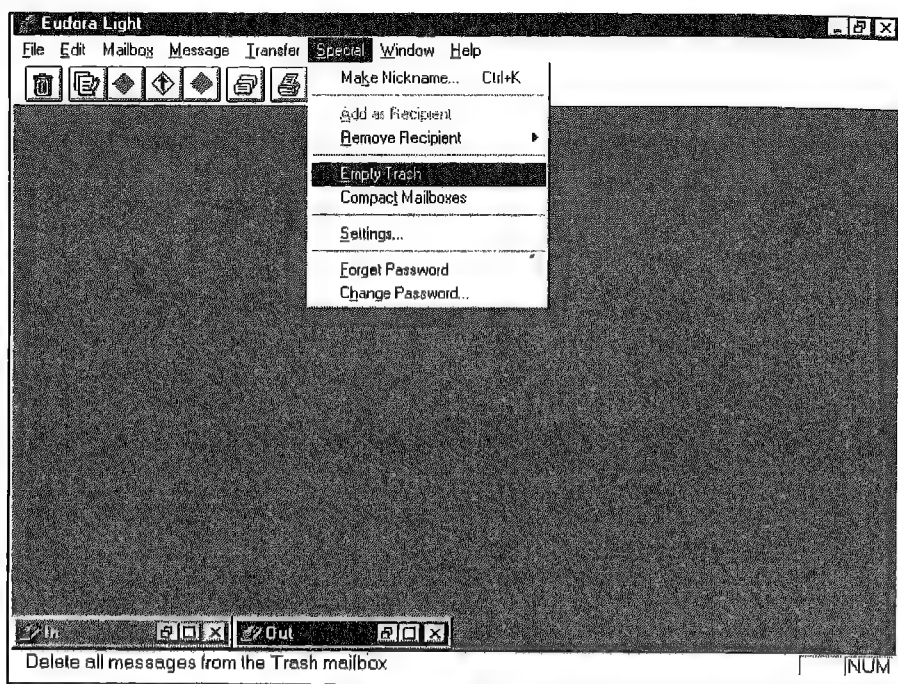 Eudora Light
File Edit Mailbox Message Transfer Special Window Help
Make Nickname... Ctrl+K
Add as Recipient
Remove Recipient
Empty Trash
Compact Mailboxes
Settings...
Forget Password
Change Password...
In Out
Delete all messages from the Trash mailbox NUM